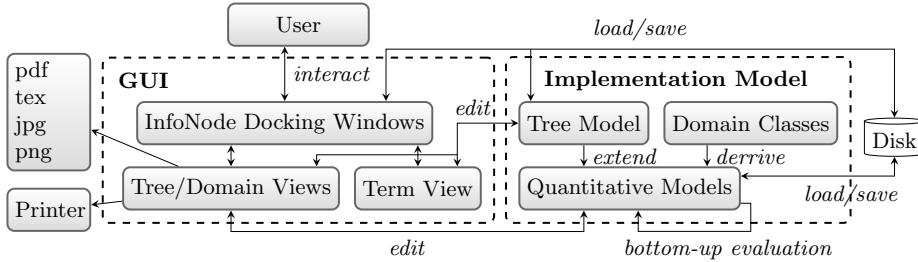 User
load/save
pdf
tex
jpg
png
GUI
interact
Implementation Model
InfoNode Docking Windows
edit
Tree Model
Domain Classes
Disk
extend
derrive
Tree/Domain Views
Term View
Quantitative Models
load/save
Printer
edit
bottom-up evaluation